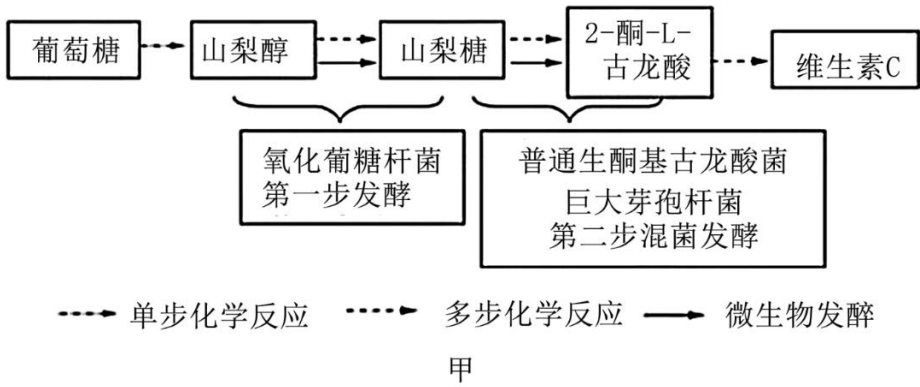 葡萄糖
山梨醇
山梨糖
2-酮-L-
古龙酸
维生素C
氧化葡糖杆菌
第一步发酵
普通生酮基古龙酸菌
巨大芽孢杆菌
第二步混菌发酵
单步化学反应
多步化学反应
微生物发醉
甲